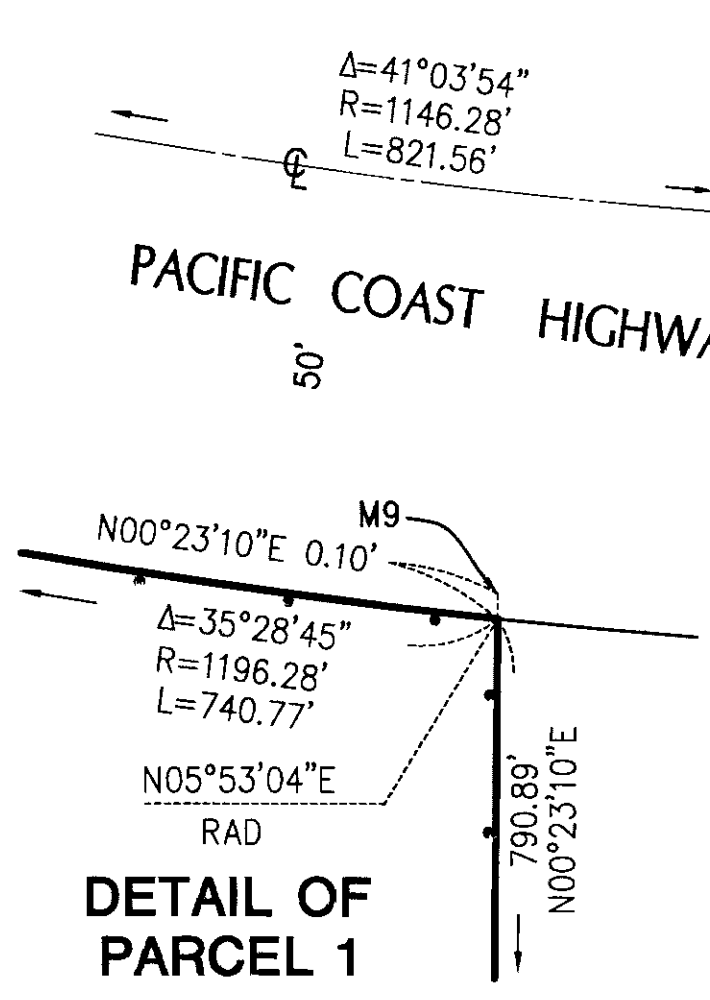 Δ=41°03'54"
R=1146.28'
L=821.56'
℄
PACIFIC COAST HIGHWA
50'
M9
N00°23'10"E 0.10'
Δ=35°28'45"
R=1196.28'
L=740.77'
N05°53'04"E
RAD
790.89'
N00°23'10"E
DETAIL OF
PARCEL 1